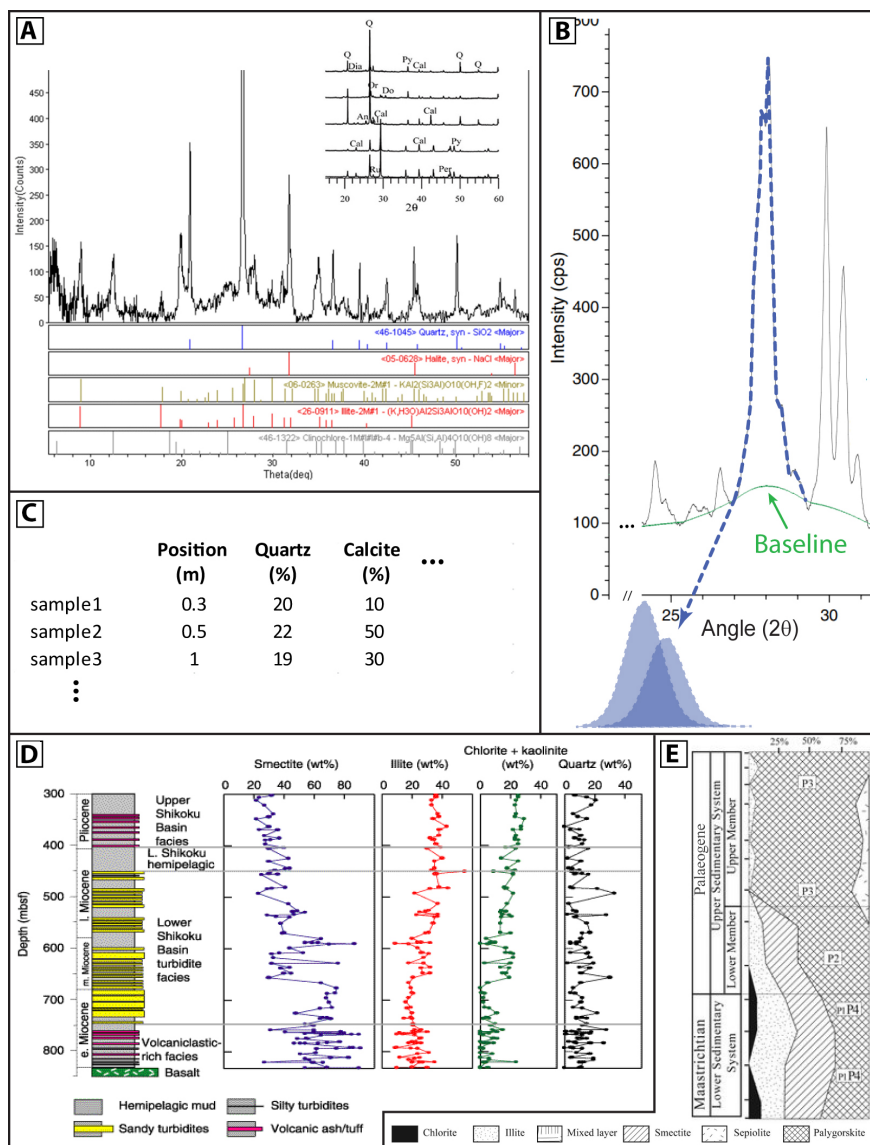 A
Q
Q
Q
Dia
Py
Cal
Or
Do
An
Cal
Cal
Cal
Cal
Py
Ru
Per
20 30 40 50 60
2θ
Intensity(Counts)
450
400
350
300
250
200
150
100
50
0
<46-1045> Quartz, syn - SiO2 <Major>
<05-0628> Halite, syn - NaCl <Major>
<06-0263> Muscovite-2M#1 - KAl2(Si3Al)O10(OH,F)2 <Minor>
<26-0911> Illite-2M#1 - (K,H3O)Al2Si3AlO10(OH)2 <Major>
10 20 30 40 50
Theta(deg)
B
800
700
600
500
400
300
200
100
0
Intensity (cps)
Baseline
...
//
25 30
Angle (2θ)
C
Position Quartz Calcite ...
(m) (%) (%)
sample1 0.3 20 10
sample2 0.5 22 50
sample3 1 19 30
D
Smectite (wt%)
Illite (wt%)
Chlorite + kaolinite
(wt%)
Quartz (wt%)
0 20 40 60 80
0 20 40
0 20 40
0 20 40
Depth (mbsf)
300
400
500
600
700
800
Pliocene
l. Miocene
m. Miocene
e. Miocene
Upper
Shikoku
Basin
facies
L. Shikoku
hemipelagic
Lower
Shikoku
Basin
turbidite
facies
Volcaniclastic-
rich facies
Basalt
Hemipelagic mud
Silty turbidites
Sandy turbidites
Volcanic ash/tuff
E
25% 50% 75%
Palaeogene
Upper Sedimentary System
Upper Member
Lower Member
Maastrichtian
Lower Sedimentary
System
P3
P3
P2
P1 P4
P1 P4
Chlorite
Illite
Mixed layer
Smectite
Sepiolite
Palygorskite